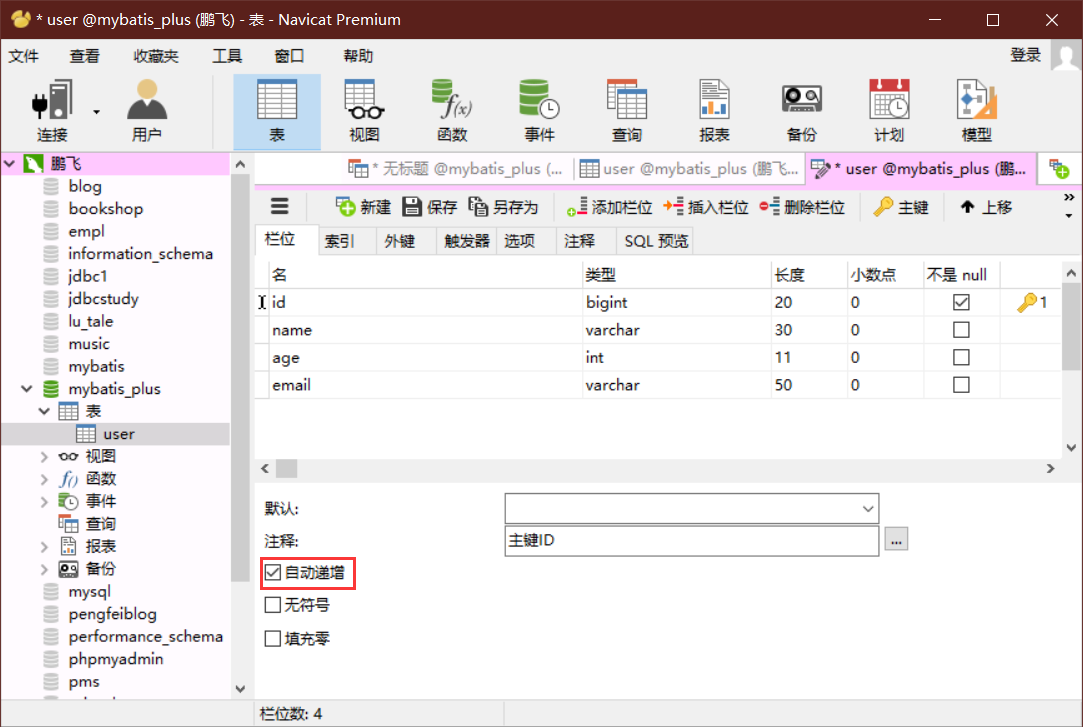 * user @mybatis_plus (鹏飞) - 表 - Navicat Premium
文件 查看 收藏夹 工具 窗口 帮助 登录
连接 用户 表 视图 函数 事件 查询 报表 备份 计划 模型
* 无标题 @mybatis_plus (... user @mybatis_plus (鹏飞... * user @mybatis_plus (鹏...
新建 保存 另存为 添加栏位 插入栏位 删除栏位 主键 上移
栏位 索引 外键 触发器 选项 注释 SQL 预览
名 类型 长度 小数点 不是 null
id bigint 20 0 1
name varchar 30 0
age int 11 0
email varchar 50 0
默认:
注释: 主键ID ...
自动递增
无符号
填充零
鹏飞
blog
bookshop
empl
information_schema
jdbc1
jdbcstudy
lu_tale
music
mybatis
mybatis_plus
表
user
视图
函数
事件
查询
报表
备份
mysql
pengfeiblog
performance_schema
phpmyadmin
pms
栏位数: 4